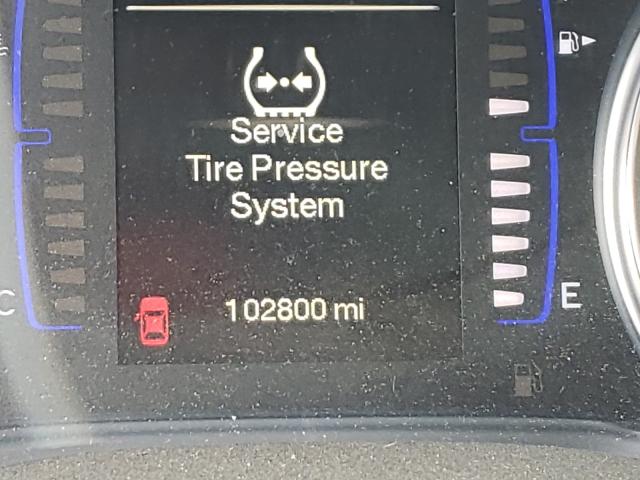 Service
Tire Pressure
System
102800 mi
E
C